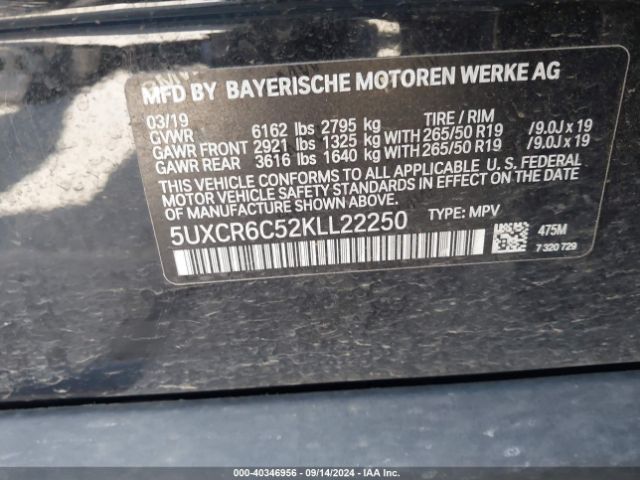 MFD BY BAYERISCHE MOTOREN WERKE AG
03/19 TIRE / RIM
GVWR 6162 lbs 2795 kg
GAWR FRONT 2921 lbs 1325 kg WITH 265/50 R19 /9.0J x 19
GAWR REAR 3616 lbs 1640 kg WITH 265/50 R19 /9.0J x 19
THIS VEHICLE CONFORMS TO ALL APPLICABLE U. S. FEDERAL
MOTOR VEHICLE SAFETY STANDARDS IN EFFECT ON THE
DATE OF MANUFACTURE SHOWN ABOVE.
5UXCR6C52KLL22250 TYPE: MPV
475M
7 320 729
000-40346956 - 09/14/2024 - IAA Inc.